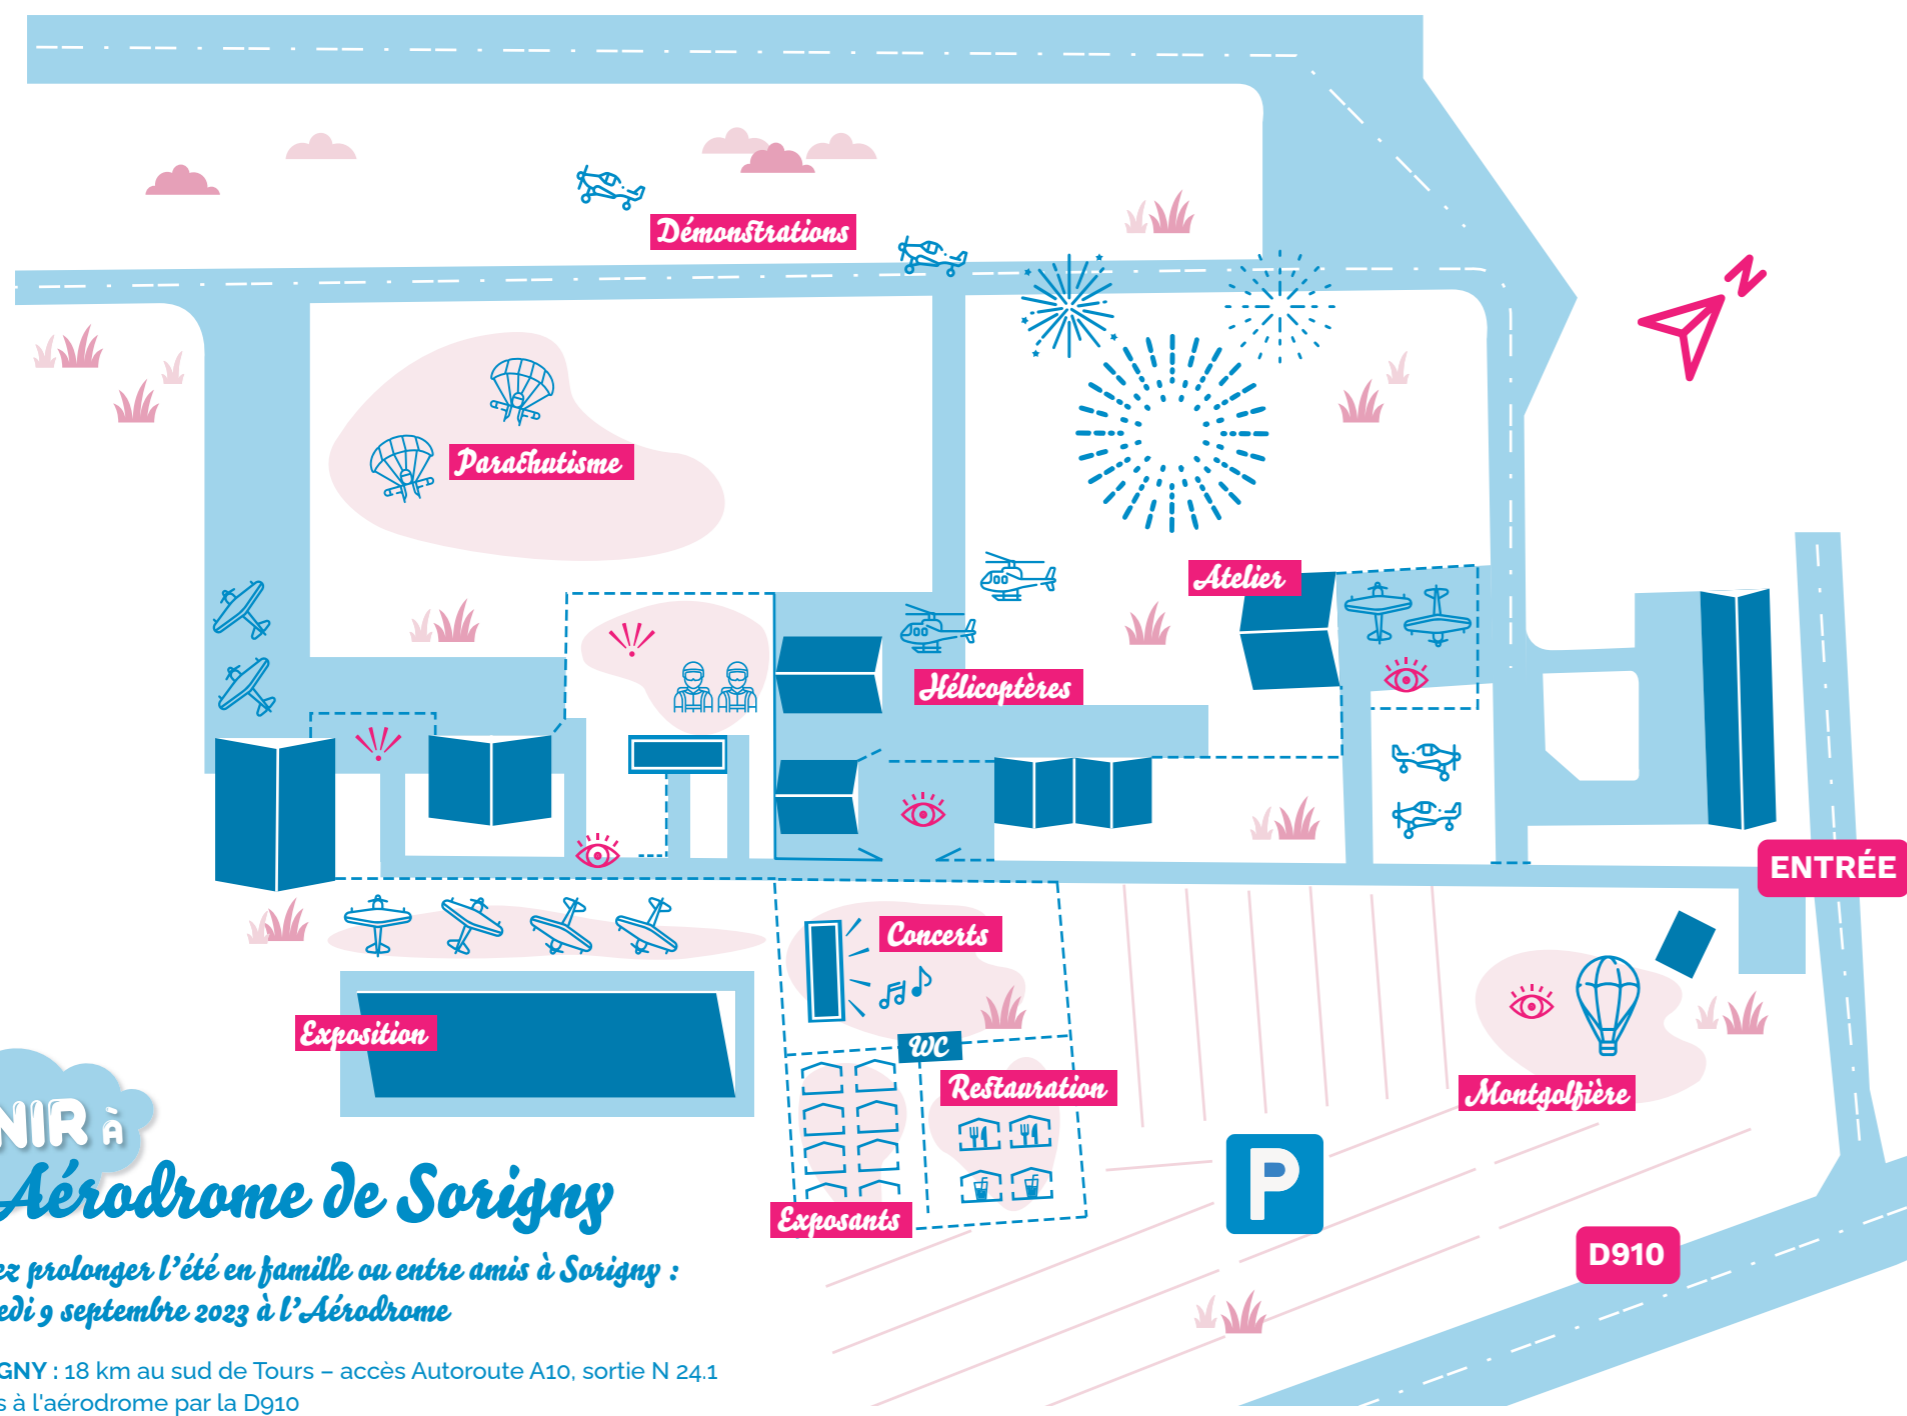 Démonstrations
N
Parachutisme
Atelier
Hélicoptères
ENTRÉE
Concerts
Exposition
WC
Restauration
Montgolfière
Exposants
P
D910
NIR À
Aérodrome de Sorigny
ez prolonger l'été en famille ou entre amis à Sorigny :
edi 9 septembre 2023 à l'Aérodrome
GNY : 18 km au sud de Tours – accès Autoroute A10, sortie N 24.1
s à l'aérodrome par la D910